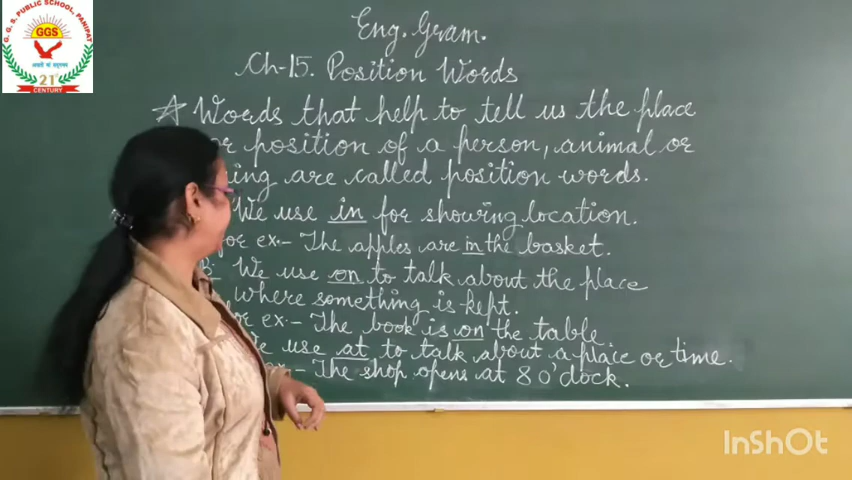 G. G. S. PUBLIC SCHOOL, PANIPAT
GGS
21st
CENTURY
Eng. Gram.
Ch-15. Position Words
Words that help to tell us the place
or position of a person, animal or
ing are called position words.
We use in for showing location.
for ex.- The apples are in the basket.
B: We use on to talk about the place
where something is kept.
or ex.- The book is on the table.
We use at to talk about a place or time.
ex.- The shop opens at 8 O'clock.
InShOt